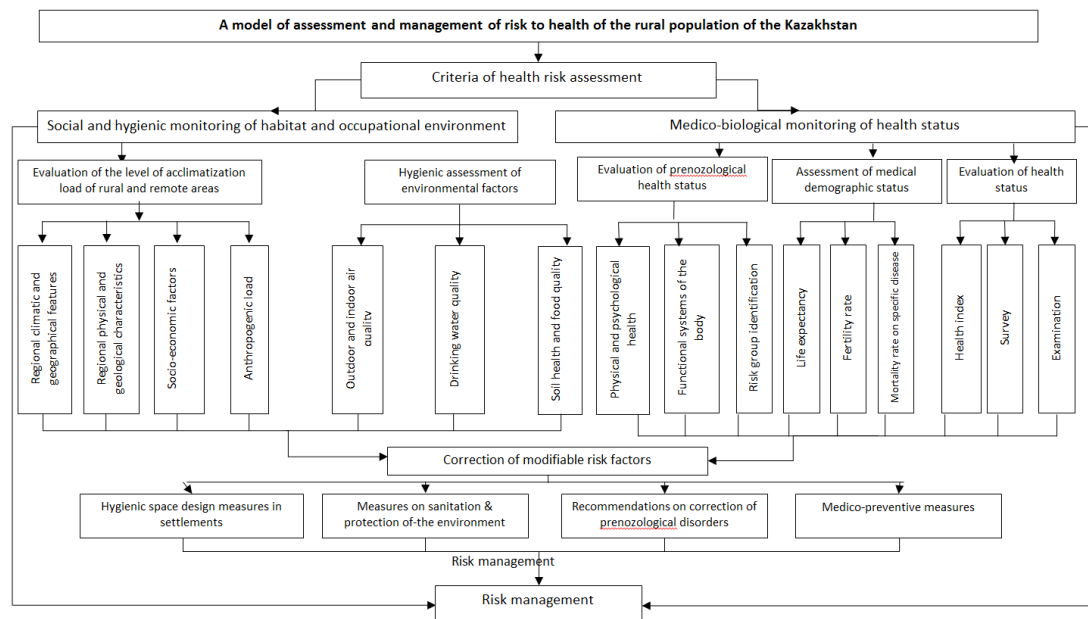 A model of assessment and management of risk to health of the rural population of the Kazakhstan
Criteria of health risk assessment
Social and hygienic monitoring of habitat and occupational environment
Medico-biological monitoring of health status
Evaluation of the level of acclimatization
load of rural and remote areas
Hygienic assessment
of environmental factors
Evaluation of prenozological
health status
Assessment of medical
demographic status
Evaluation of health
status
Regional climatic and
geographical features
Regional physical and
geological characteristics
Socio-economic factors
Anthropogenic load
Outdoor and indoor air
quality
Drinking water quality
Soil health and food quality
Physical and psychological
health
Functional systems of the
body
Risk group identification
Life expectancy
Fertility rate
Mortality rate on specific disease
Health index
Survey
Examination
Correction of modifiable risk factors
Hygienic space design measures in
settlements
Measures on sanitation &
protection of-the environment
Recommendations on correction of
prenozological disorders
Medico-preventive measures
Risk management
Risk management